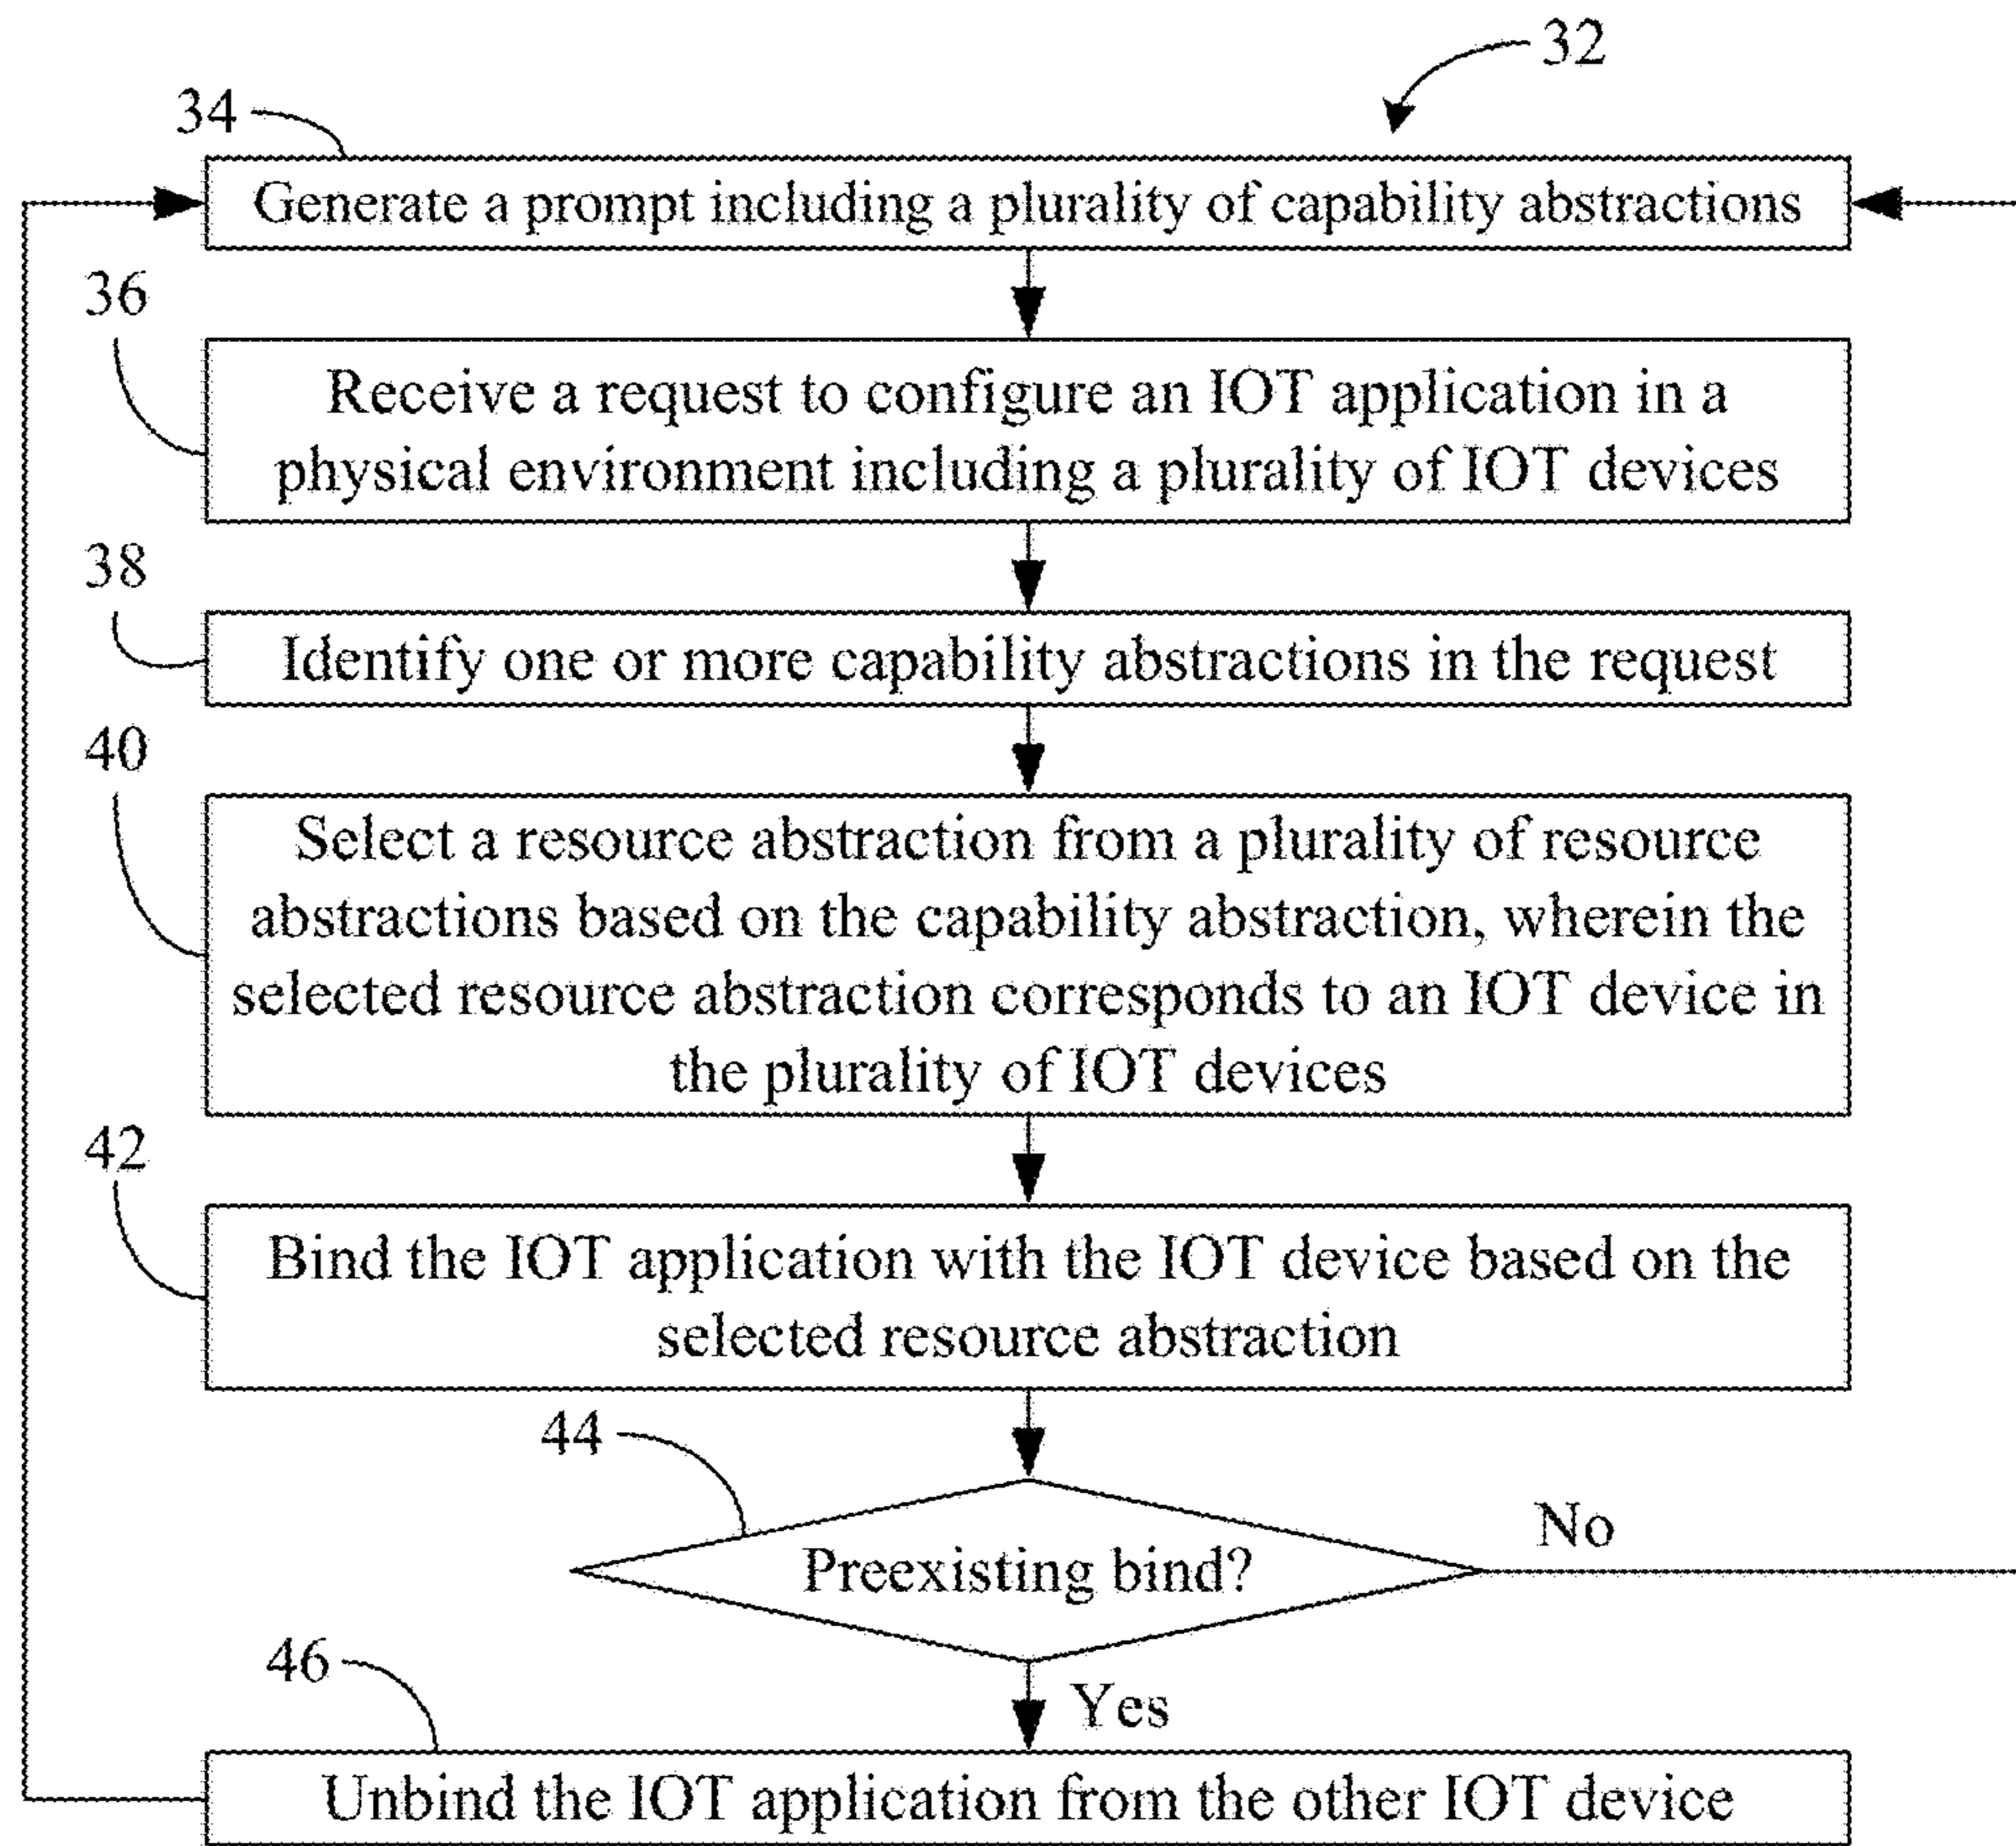 32
34
Generate a prompt including a plurality of capability abstractions
36
Receive a request to configure an IOT application in a
physical environment including a plurality of IOT devices
38
Identify one or more capability abstractions in the request
40
Select a resource abstraction from a plurality of resource
abstractions based on the capability abstraction, wherein the
selected resource abstraction corresponds to an IOT device in
the plurality of IOT devices
42
Bind the IOT application with the IOT device based on the
selected resource abstraction
44
Preexisting bind?
No
Yes
46
Unbind the IOT application from the other IOT device